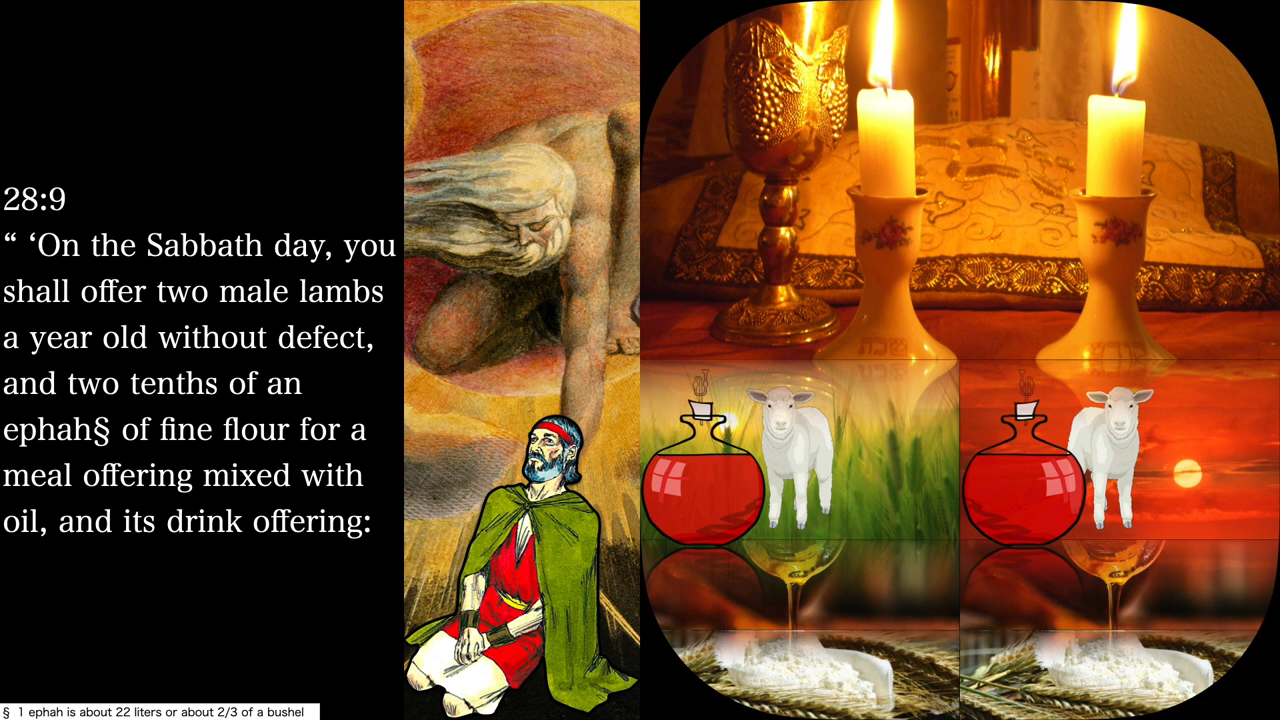 28:9
“ ‘On the Sabbath day, you
shall offer two male lambs
a year old without defect,
and two tenths of an
ephah§ of fine flour for a
meal offering mixed with
oil, and its drink offering:
§ 1 ephah is about 22 liters or about 2/3 of a bushel